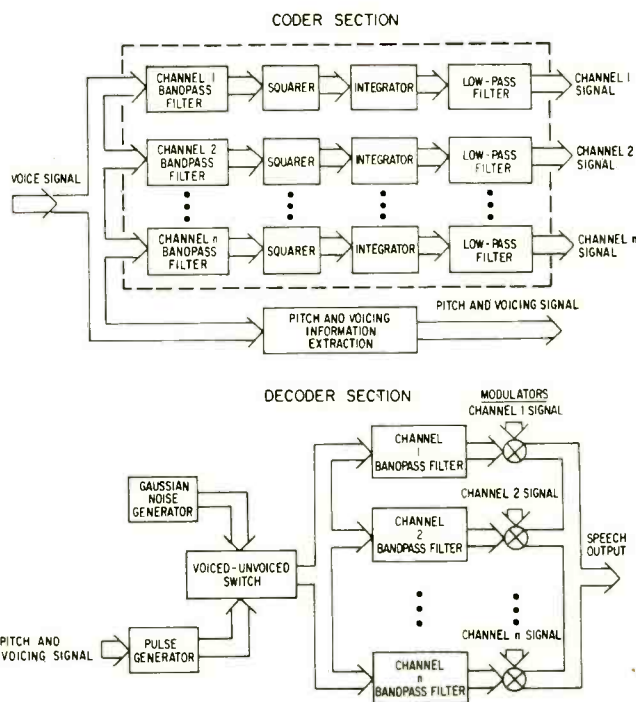 CODER SECTION
CHANNEL 1
BANDPASS
FILTER
SQUARER
INTEGRATOR
LOW-PASS
FILTER
CHANNEL 1
SIGNAL
CHANNEL 2
BANDPASS
FILTER
SQUARER
INTEGRATOR
LOW-PASS
FILTER
CHANNEL 2
SIGNAL
VOICE SIGNAL
CHANNEL n
BANDPASS
FILTER
SQUARER
INTEGRATOR
LOW-PASS
FILTER
CHANNEL n
SIGNAL
PITCH AND VOICING
INFORMATION
EXTRACTION
PITCH AND VOICING SIGNAL
DECODER SECTION
MODULATORS
CHANNEL 1 SIGNAL
CHANNEL
1
BANDPASS FILTER
GAUSSIAN
NOISE
GENERATOR
CHANNEL 2 SIGNAL
CHANNEL
2
BANDPASS FILTER
VOICED-UNVOICED
SWITCH
SPEECH
OUTPUT
PITCH AND
VOICING SIGNAL
PULSE
GENERATOR
CHANNEL n SIGNAL
CHANNEL
n
BANDPASS FILTER